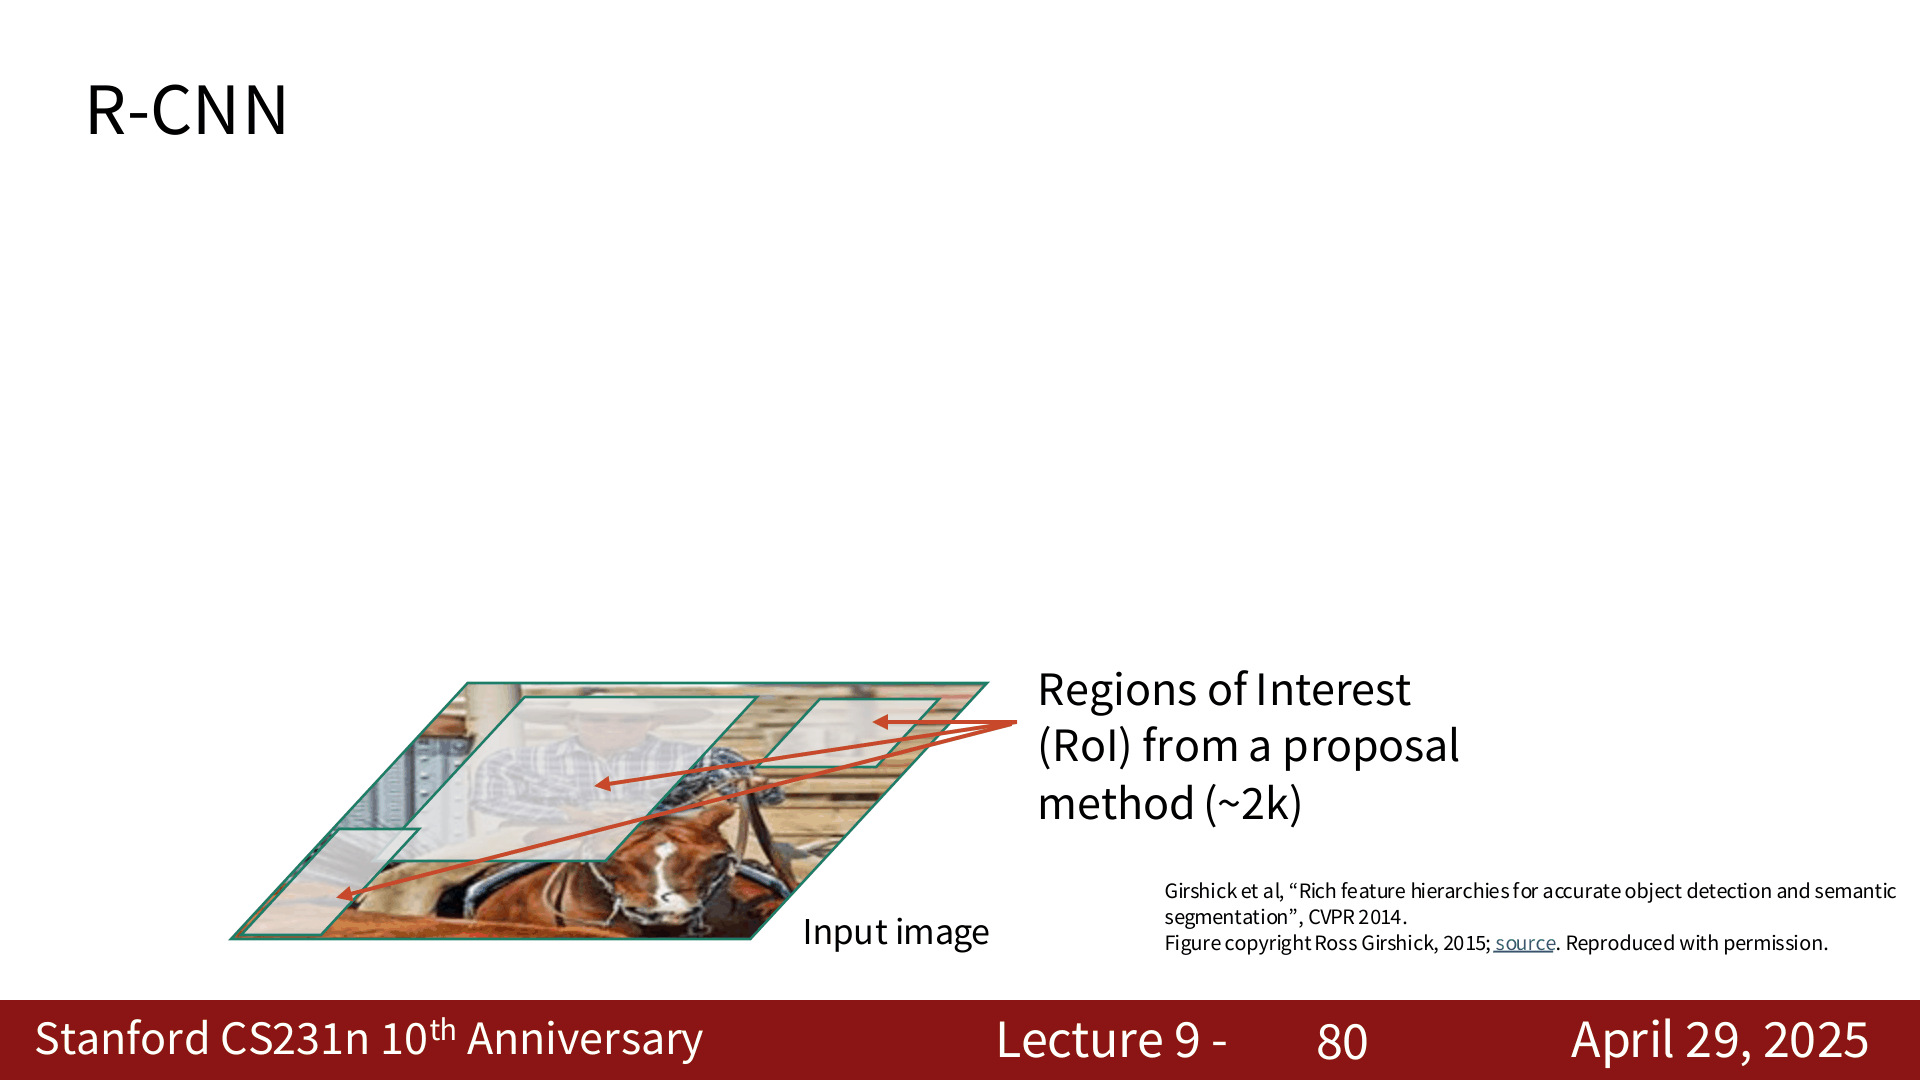 R-CNN
Regions of Interest
(RoI) from a proposal
method (~2k)
Input image
Girshick et al, “Rich feature hierarchies for accurate object detection and semantic
segmentation”, CVPR 2014.
Figure copyright Ross Girshick, 2015; source. Reproduced with permission.
Stanford CS231n 10th Anniversary
Lecture 9 -
80
April 29, 2025